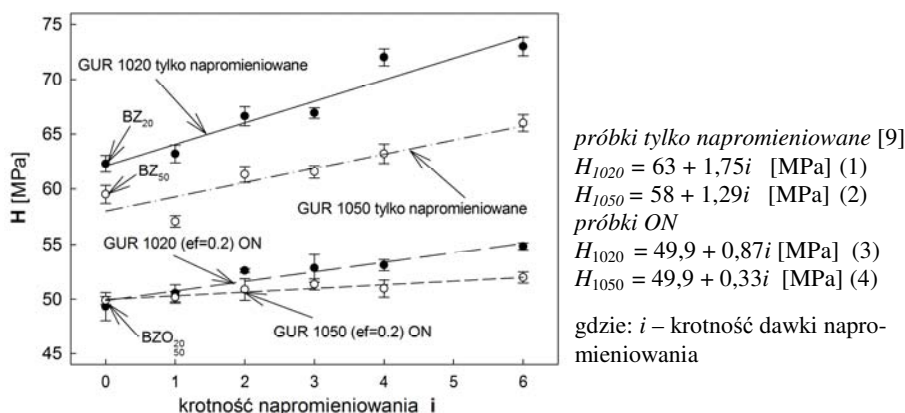 75
70
65
60
55
50
45
H [MPa]
GUR 1020 tylko napromieniowane
BZ20
BZ50
GUR 1050 tylko napromieniowane
GUR 1020 (ef=0.2) ON
GUR 1050 (ef=0.2) ON
BZO20
50
0 1 2 3 4 5 6
krotność napromieniowania i
próbki tylko napromieniowane [9]
H1020 = 63 + 1,75i [MPa] (1)
H1050 = 58 + 1,29i [MPa] (2)
próbki ON
H1020 = 49,9 + 0,87i [MPa] (3)
H1050 = 49,9 + 0,33i [MPa] (4)
gdzie: i – krotność dawki napro-
mieniowania